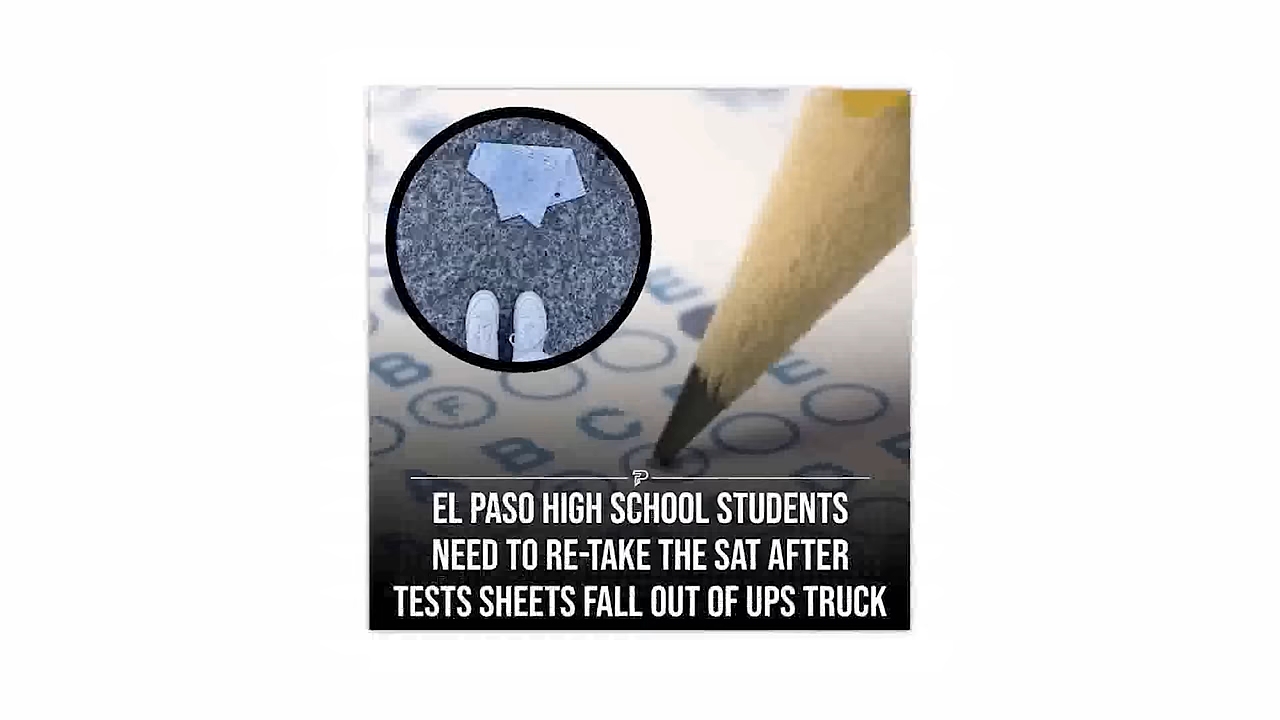 EL PASO HIGH SCHOOL STUDENTS
NEED TO RE-TAKE THE SAT AFTER
TESTS SHEETS FALL OUT OF UPS TRUCK